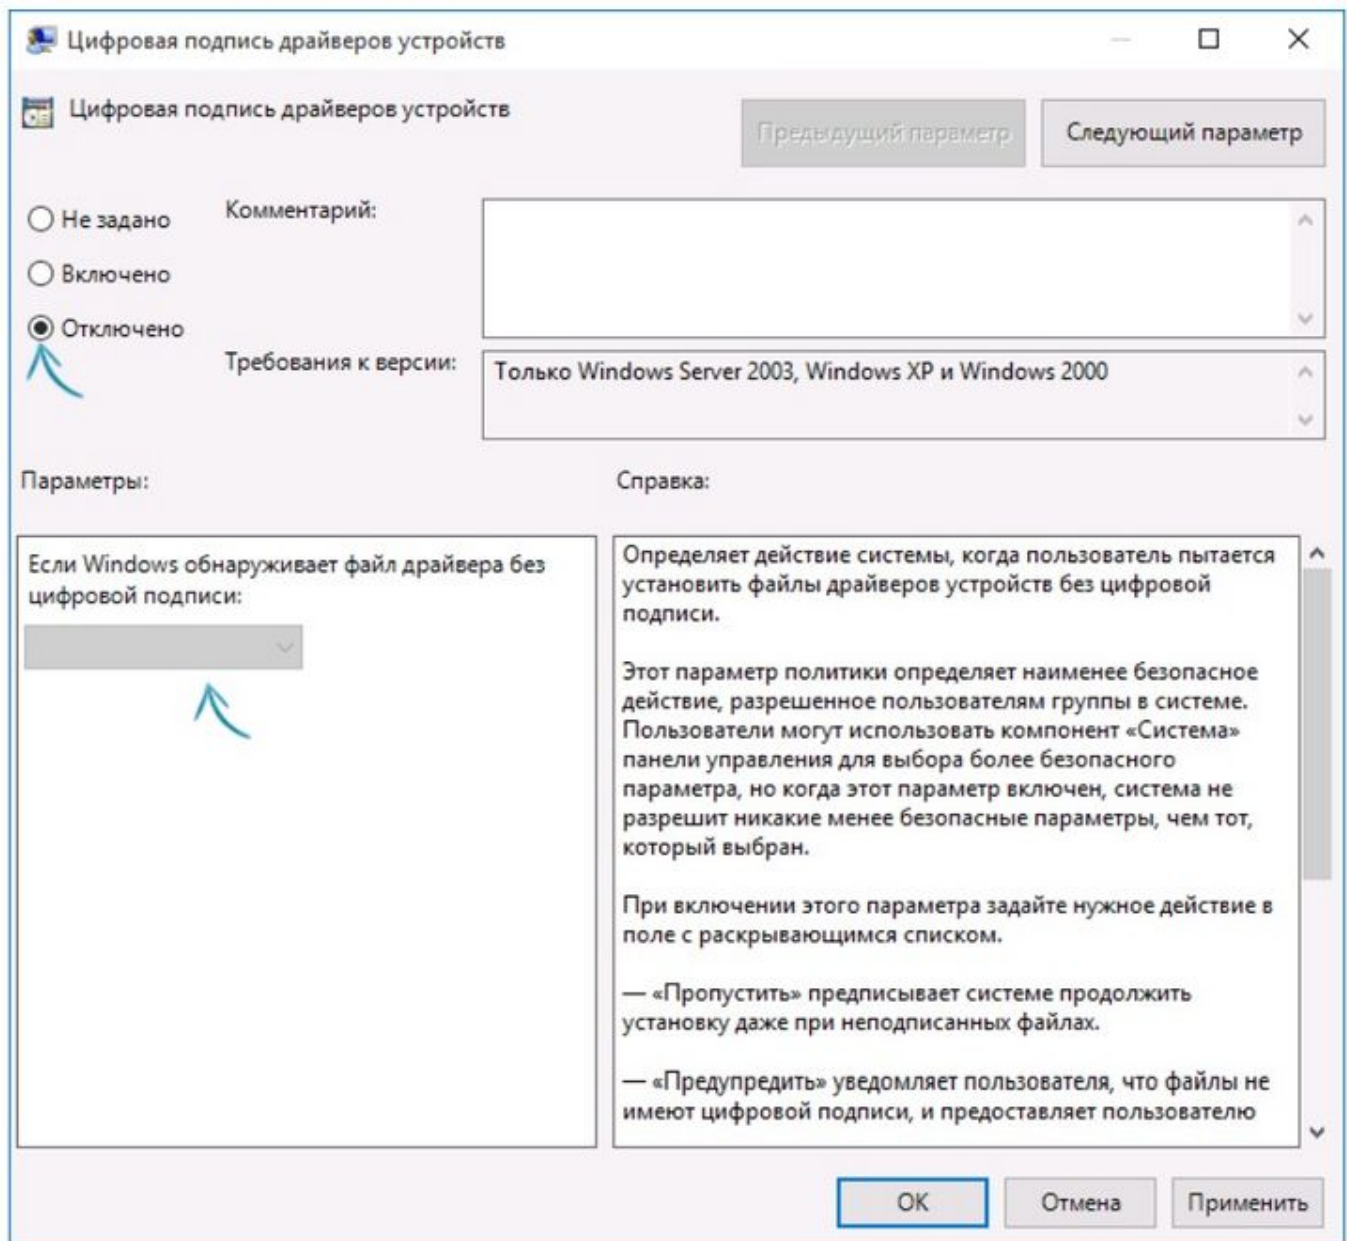 Цифровая подпись драйверов устройств
Цифровая подпись драйверов устройств
Предыдущий параметр
Следующий параметр
Не задано
Включено
Отключено
Комментарий:
Требования к версии:
Только Windows Server 2003, Windows XP и Windows 2000
Параметры:
Если Windows обнаруживает файл драйвера без
цифровой подписи:
Справка:
Определяет действие системы, когда пользователь пытается
установить файлы драйверов устройств без цифровой
подписи.
Этот параметр политики определяет наименее безопасное
действие, разрешенное пользователям группы в системе.
Пользователи могут использовать компонент «Система»
панели управления для выбора более безопасного
параметра, но когда этот параметр включен, система не
разрешит никакие менее безопасные параметры, чем тот,
который выбран.
При включении этого параметра задайте нужное действие в
поле с раскрывающимся списком.
— «Пропустить» предписывает системе продолжить
установку даже при неподписанных файлах.
— «Предупредить» уведомляет пользователя, что файлы не
имеют цифровой подписи, и предоставляет пользователю
ОК
Отмена
Применить